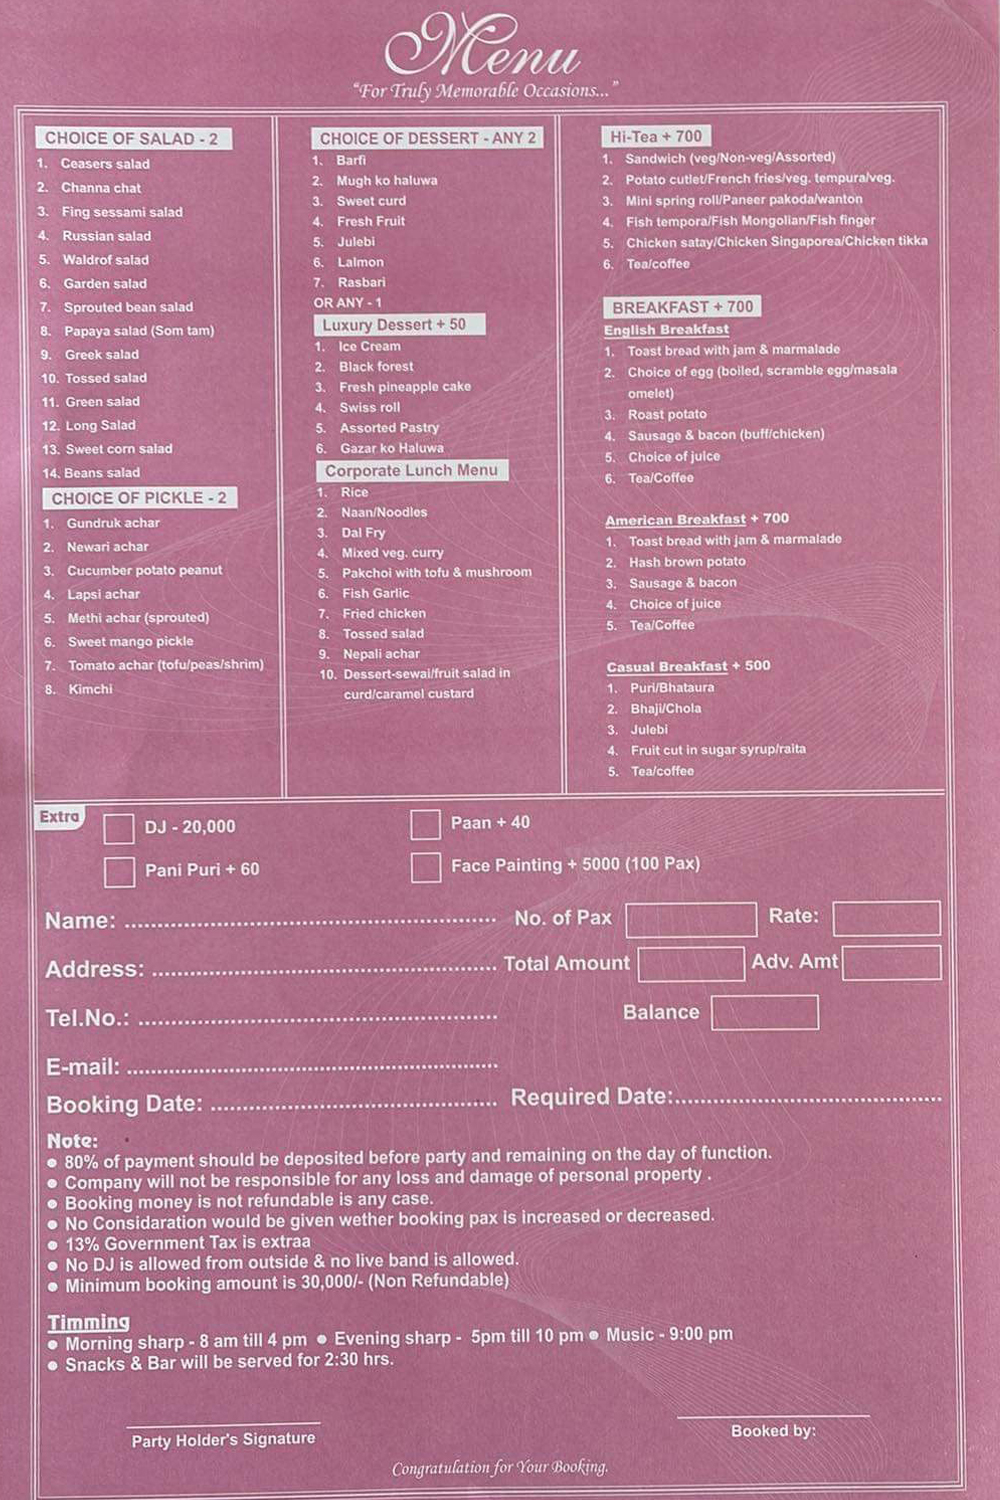 Menu
"For Truly Memorable Occasions..."
CHOICE OF SALAD - 2
1. Ceasers salad
2. Channa chat
3. Fing sessami salad
4. Russian salad
5. Waldrof salad
6. Garden salad
7. Sprouted bean salad
8. Papaya salad (Som tam)
9. Greek salad
10. Tossed salad
11. Green salad
12. Long Salad
13. Sweet corn salad
14. Beans salad
CHOICE OF PICKLE - 2
1. Gundruk achar
2. Newari achar
3. Cucumber potato peanut
4. Lapsi achar
5. Methi achar (sprouted)
6. Sweet mango pickle
7. Tomato achar (tofu/peas/shrim)
8. Kimchi
CHOICE OF DESSERT - ANY 2
1. Barfi
2. Mugh ko haluwa
3. Sweet curd
4. Fresh Fruit
5. Julebi
6. Lalmon
7. Rasbari
OR ANY - 1
Luxury Dessert + 50
1. Ice Cream
2. Black forest
3. Fresh pineapple cake
4. Swiss roll
5. Assorted Pastry
6. Gazar ko Haluwa
Corporate Lunch Menu
1. Rice
2. Naan/Noodles
3. Dal Fry
4. Mixed veg. curry
5. Pakchoi with tofu & mushroom
6. Fish Garlic
7. Fried chicken
8. Tossed salad
9. Nepali achar
10. Dessert-sewai/fruit salad in
curd/caramel custard
Hi-Tea + 700
1. Sandwich (veg/Non-veg/Assorted)
2. Potato cutlet/French fries/veg. tempura/veg.
3. Mini spring roll/Paneer pakoda/wanton
4. Fish tempora/Fish Mongolian/Fish finger
5. Chicken satay/Chicken Singaporea/Chicken tikka
6. Tea/coffee
BREAKFAST + 700
English Breakfast
1. Toast bread with jam & marmalade
2. Choice of egg (boiled, scramble egg/masala
omelet)
3. Roast potato
4. Sausage & bacon (buff/chicken)
5. Choice of juice
6. Tea/Coffee
American Breakfast + 700
1. Toast bread with jam & marmalade
2. Hash brown potato
3. Sausage & bacon
4. Choice of juice
5. Tea/Coffee
Casual Breakfast + 500
1. Puri/Bhataura
2. Bhaji/Chola
3. Julebi
4. Fruit cut in sugar syrup/raita
5. Tea/coffee
Extra
DJ - 20,000
Paan + 40
Pani Puri + 60
Face Painting + 5000 (100 Pax)
Name: ........................ No. of Pax Rate:
Address: ........................ Total Amount Adv. Amt
Tel.No.: ........................ Balance
E-mail: ........................
Booking Date: ........................ Required Date:........................
Note:
● 80% of payment should be deposited before party and remaining on the day of function.
● Company will not be responsible for any loss and damage of personal property .
● Booking money is not refundable is any case.
● No Considaration would be given wether booking pax is increased or decreased.
● 13% Government Tax is extraa
● No DJ is allowed from outside & no live band is allowed.
● Minimum booking amount is 30,000/- (Non Refundable)
Timming
● Morning sharp - 8 am till 4 pm ● Evening sharp - 5pm till 10 pm ● Music - 9:00 pm
● Snacks & Bar will be served for 2:30 hrs.
Party Holder's Signature
Booked by:
Congratulation for Your Booking.